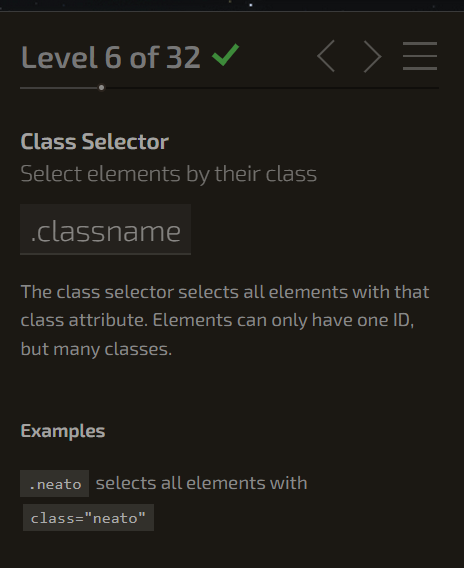 Level 6 of 32
Class Selector
Select elements by their class
.classname
The class selector selects all elements with that
class attribute. Elements can only have one ID,
but many classes.
Examples
.neato selects all elements with
class="neato"